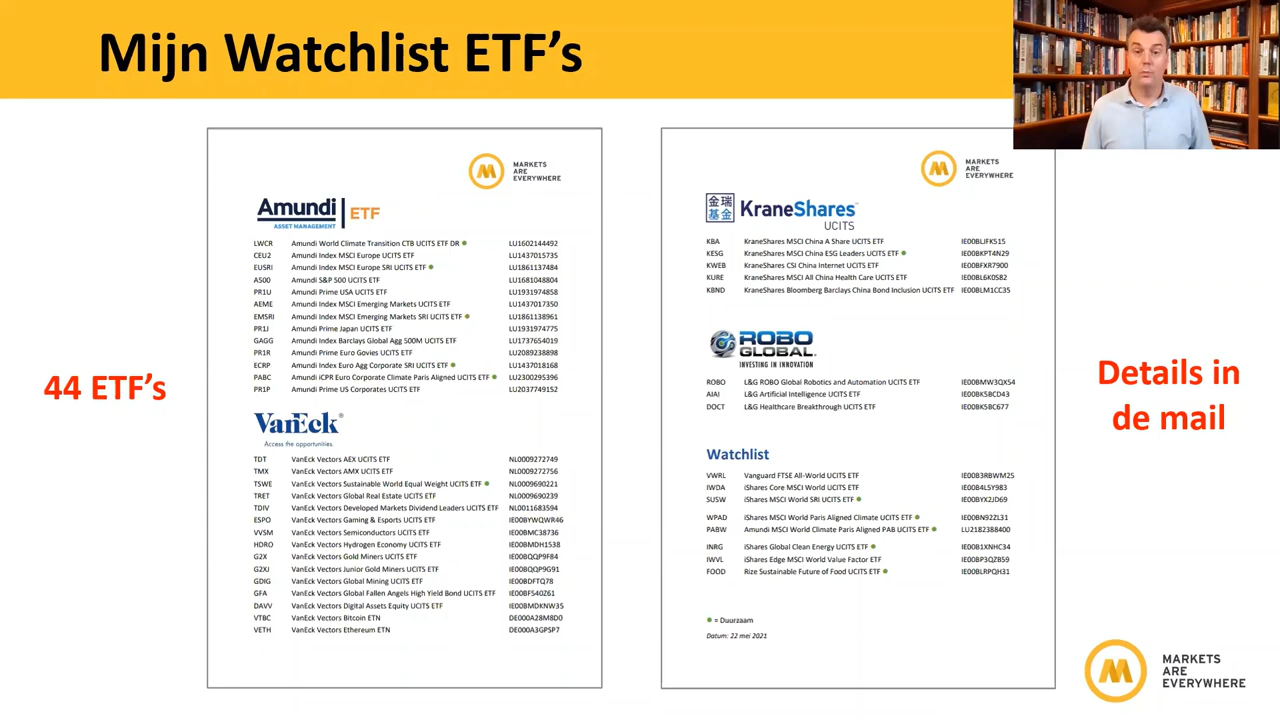 Mijn Watchlist ETF’s
44 ETF’s
MARKETS
ARE
EVERYWHERE
Amundi ETF
ASSET MANAGEMENT
LWCR Amundi World Climate Transition CTB UCITS ETF DR LU1602144492
CEU2 Amundi Index MSCI Europe UCITS ETF LU1437015735
EUSRI Amundi Index MSCI Europe SRI UCITS ETF LU1861137484
A500 Amundi S&P 500 UCITS ETF LU1681048804
PR1U Amundi Prime USA UCITS ETF LU1931974858
AEME Amundi Index MSCI Emerging Markets UCITS ETF LU1437017350
EMSRI Amundi Index MSCI Emerging Markets SRI UCITS ETF LU1861138961
PR1J Amundi Prime Japan UCITS ETF LU1931974775
GAGG Amundi Index Barclays Global Agg 500M UCITS ETF LU1737654019
PR1R Amundi Prime Euro Govies UCITS ETF LU2089238898
ECRP Amundi Index Euro Agg Corporate SRI UCITS ETF LU1437018168
PABC Amundi iCPR Euro Corporate Climate Paris Aligned UCITS ETF LU2300295396
PR1P Amundi Prime US Corporates UCITS ETF LU2037749152
VanEck®
Access the opportunities.
TDT VanEck Vectors AEX UCITS ETF NL0009272749
TMX VanEck Vectors AMX UCITS ETF NL0009272756
TSWE VanEck Vectors Sustainable World Equal Weight UCITS ETF NL0009690221
TRET VanEck Vectors Global Real Estate UCITS ETF NL0009690239
TDIV VanEck Vectors Developed Markets Dividend Leaders UCITS ETF NL0011683594
ESPO VanEck Vectors Gaming & Esports UCITS ETF IE00BYWQWR46
VVSM VanEck Vectors Semiconductors UCITS ETF IE00BMC38736
HDRO VanEck Vectors Hydrogen Economy UCITS ETF IE00BMDH1538
G2X VanEck Vectors Gold Miners UCITS ETF IE00BQQP9F84
G2XJ VanEck Vectors Junior Gold Miners UCITS ETF IE00BQQP9G91
GDIG VanEck Vectors Global Mining UCITS ETF IE00BDFTQ78
GFA VanEck Vectors Global Fallen Angels High Yield Bond UCITS ETF IE00BF540Z61
DAVV VanEck Vectors Digital Assets Equity UCITS ETF IE00BMDKNW35
VTBC VanEck Vectors Bitcoin ETN DE000A28M8D0
VETH VanEck Vectors Ethereum ETN DE000A3GPSP7
MARKETS
ARE
EVERYWHERE
金瑞
基金
KraneShares
UCITS
KBA KraneShares MSCI China A Share UCITS ETF IE00BLJFK515
KESG KraneShares MSCI China ESG Leaders UCITS ETF IE00BKPT4N29
KWEB KraneShares CSI China Internet UCITS ETF IE00BFXR7900
KURE KraneShares MSCI All China Health Care UCITS ETF IE00BL6K0S82
KBND KraneShares Bloomberg Barclays China Bond Inclusion UCITS ETF IE00BLM1CC35
ROBO
GLOBAL
INVESTING IN INNOVATION
ROBO L&G ROBO Global Robotics and Automation UCITS ETF IE00BMW3QX54
AIAI L&G Artificial Intelligence UCITS ETF IE00BK5BCD43
DOCT L&G Healthcare Breakthrough UCITS ETF IE00BK5BC677
Watchlist
VWRL Vanguard FTSE All-World UCITS ETF IE00B3RBWM25
IWDA iShares Core MSCI World UCITS ETF IE00B4L5Y983
SUSW iShares MSCI World SRI UCITS ETF IE00BYX2JD69
WPAD iShares MSCI World Paris Aligned Climate UCITS ETF IE00BN92ZL31
PABW Amundi MSCI World Climate Paris Aligned PAB UCITS ETF LU2182388400
INRG iShares Global Clean Energy UCITS ETF IE00B1XNHC34
IWVL iShares Edge MSCI World Value Factor ETF IE00BP3QZB59
FOOD Rize Sustainable Future of Food UCITS ETF IE00BLRPQH31
= Duurzaam
Datum: 22 mei 2021
Details in
de mail
MARKETS
ARE
EVERYWHERE